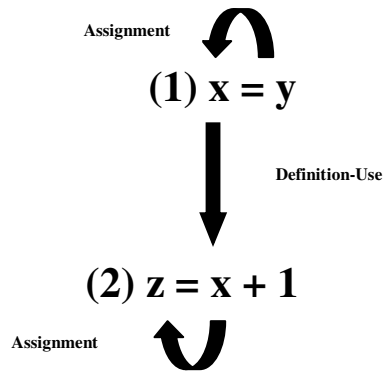 Assignment
(1) x = y
Definition-Use
(2) z = x + 1
Assignment